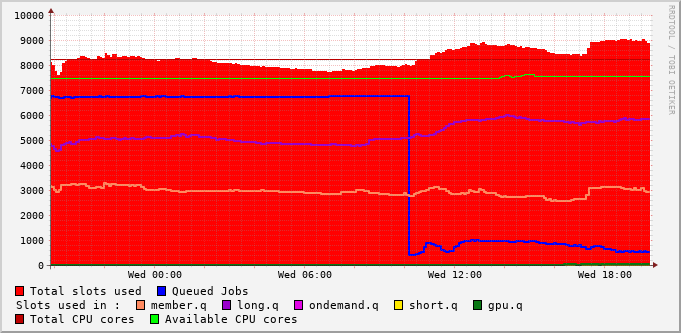 10000
9000
8000
7000
6000
5000
4000
3000
2000
1000
0
Wed 00:00 Wed 06:00 Wed 12:00 Wed 18:00
RRDTOOL / TOBI OETIKER
Total slots used Queued Jobs
Slots used in : member.q long.q ondemand.q short.q gpu.q
Total CPU cores Available CPU cores